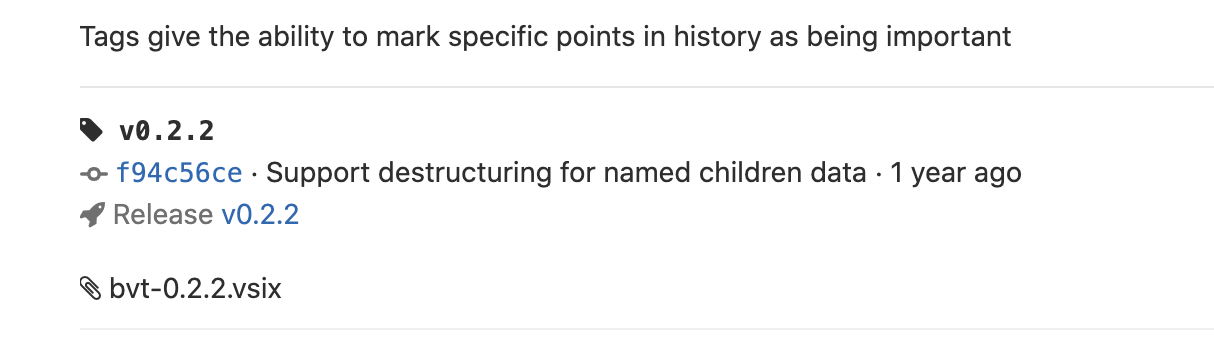 Tags give the ability to mark specific points in history as being important
v0.2.2
f94c56ce · Support destructuring for named children data · 1 year ago
Release v0.2.2
bvt-0.2.2.vsix